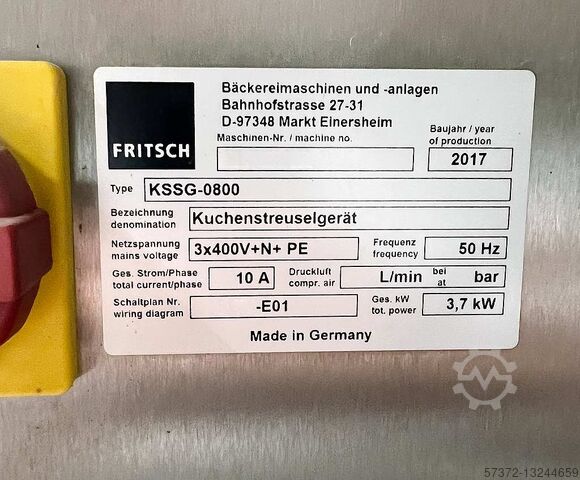 FRITSCH
Bäckereimaschinen und -anlagen
Bahnhofstrasse 27-31
D-97348 Markt Einersheim
Maschinen-Nr. / machine no.
Baujahr / year
of production
2017
Type KSSG-0800
Bezeichnung
denomination
Kuchenstreuselgerät
Netzspannung
mains voltage
3x400V+N+ PE
Frequenz
frequency
50 Hz
Ges. Strom/Phase
total current/phase
10 A
Druckluft
compr. air
L/min
bei
at
bar
Schaltplan Nr.
wiring diagram
-E01
Ges. kW
tot. power
3,7 kW
Made in Germany
57372-13244659